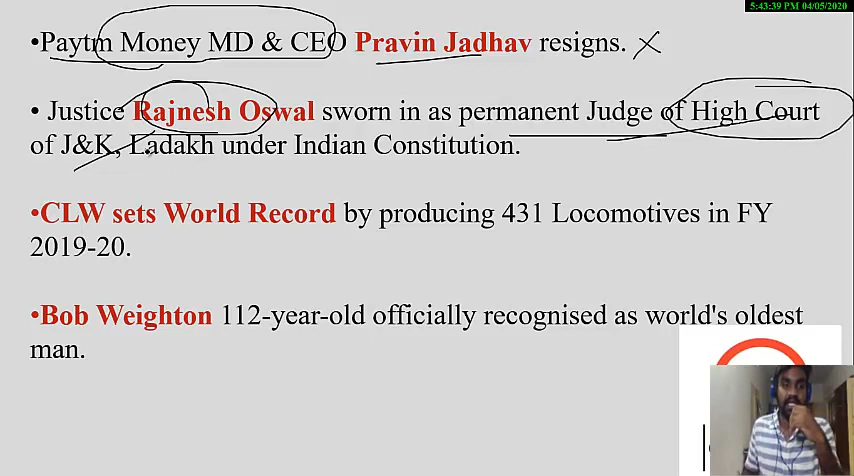 5:43:39 PM 04/05/2020
•Paytm Money MD & CEO Pravin Jadhav resigns.
• Justice Rajnesh Oswal sworn in as permanent Judge of High Court
of J&K, Ladakh under Indian Constitution.
•CLW sets World Record by producing 431 Locomotives in FY
2019-20.
•Bob Weighton 112-year-old officially recognised as world's oldest
man.